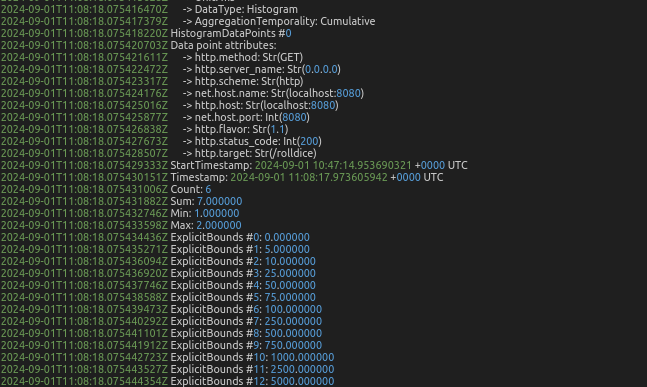 2024-09-01T11:08:18.075416470Z -> DataType: Histogram
2024-09-01T11:08:18.075417379Z -> AggregationTemporality: Cumulative
2024-09-01T11:08:18.075418220Z HistogramDataPoints #0
2024-09-01T11:08:18.075420703Z Data point attributes:
2024-09-01T11:08:18.075421611Z -> http.method: Str(GET)
2024-09-01T11:08:18.075422472Z -> http.server_name: Str(0.0.0.0)
2024-09-01T11:08:18.075423317Z -> http.scheme: Str(http)
2024-09-01T11:08:18.075424176Z -> net.host.name: Str(localhost:8080)
2024-09-01T11:08:18.075425016Z -> http.host: Str(localhost:8080)
2024-09-01T11:08:18.075425877Z -> net.host.port: Int(8080)
2024-09-01T11:08:18.075426838Z -> http.flavor: Str(1.1)
2024-09-01T11:08:18.075427673Z -> http.status_code: Int(200)
2024-09-01T11:08:18.075428507Z -> http.target: Str(/rolldice)
2024-09-01T11:08:18.075429333Z StartTimestamp: 2024-09-01 10:47:14.953690321 +0000 UTC
2024-09-01T11:08:18.075430151Z Timestamp: 2024-09-01 11:08:17.973605942 +0000 UTC
2024-09-01T11:08:18.075431006Z Count: 6
2024-09-01T11:08:18.075431882Z Sum: 7.000000
2024-09-01T11:08:18.075432746Z Min: 1.000000
2024-09-01T11:08:18.075433598Z Max: 2.000000
2024-09-01T11:08:18.075434436Z ExplicitBounds #0: 0.000000
2024-09-01T11:08:18.075435271Z ExplicitBounds #1: 5.000000
2024-09-01T11:08:18.075436094Z ExplicitBounds #2: 10.000000
2024-09-01T11:08:18.075436920Z ExplicitBounds #3: 25.000000
2024-09-01T11:08:18.075437746Z ExplicitBounds #4: 50.000000
2024-09-01T11:08:18.075438588Z ExplicitBounds #5: 75.000000
2024-09-01T11:08:18.075439473Z ExplicitBounds #6: 100.000000
2024-09-01T11:08:18.075440292Z ExplicitBounds #7: 250.000000
2024-09-01T11:08:18.075441101Z ExplicitBounds #8: 500.000000
2024-09-01T11:08:18.075441912Z ExplicitBounds #9: 750.000000
2024-09-01T11:08:18.075442723Z ExplicitBounds #10: 1000.000000
2024-09-01T11:08:18.075443527Z ExplicitBounds #11: 2500.000000
2024-09-01T11:08:18.075444354Z ExplicitBounds #12: 5000.000000